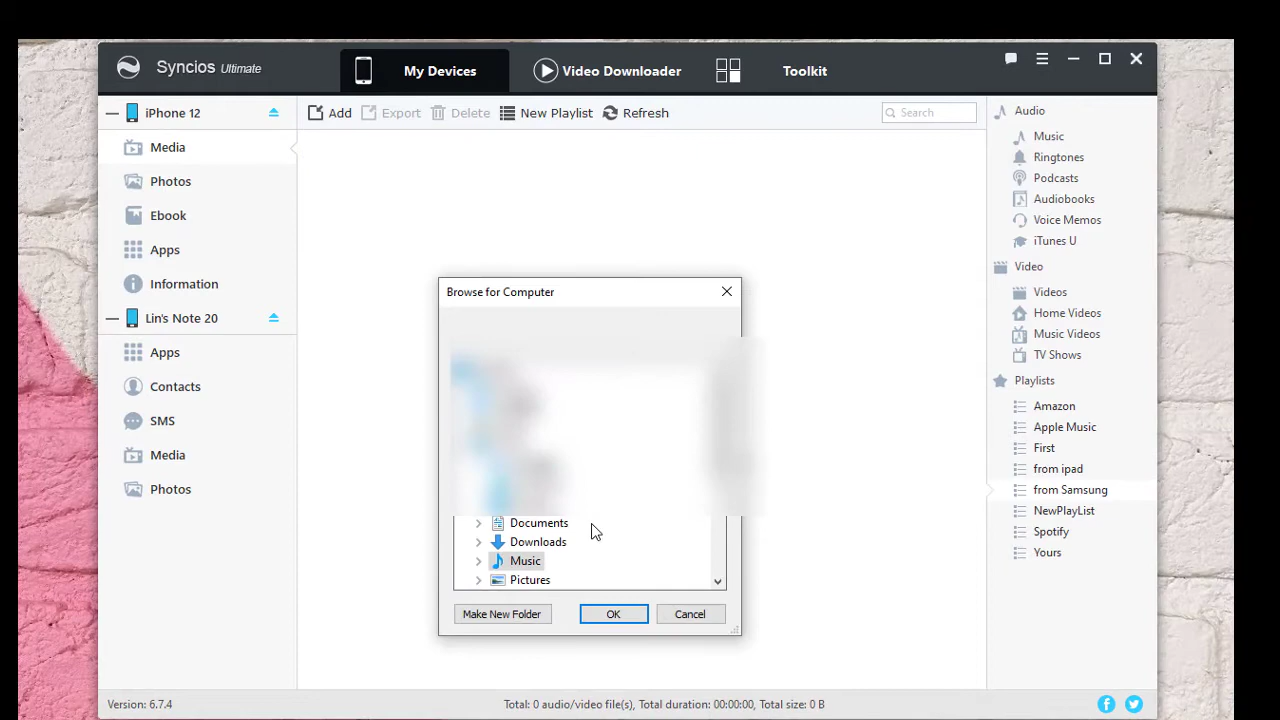 Syncios Ultimate
My Devices
Video Downloader
Toolkit
iPhone 12
Media
Photos
Ebook
Apps
Information
Lin's Note 20
Apps
Contacts
SMS
Media
Photos
Add
Export
Delete
New Playlist
Refresh
Search
Browse for Computer
Documents
Downloads
Music
Pictures
Make New Folder
OK
Cancel
Audio
Music
Ringtones
Podcasts
Audiobooks
Voice Memos
iTunes U
Video
Videos
Home Videos
Music Videos
TV Shows
Playlists
Amazon
Apple Music
First
from ipad
from Samsung
NewPlayList
Spotify
Yours
Version: 6.7.4
Total: 0 audio/video file(s), Total duration: 00:00:00, Total size: 0 B